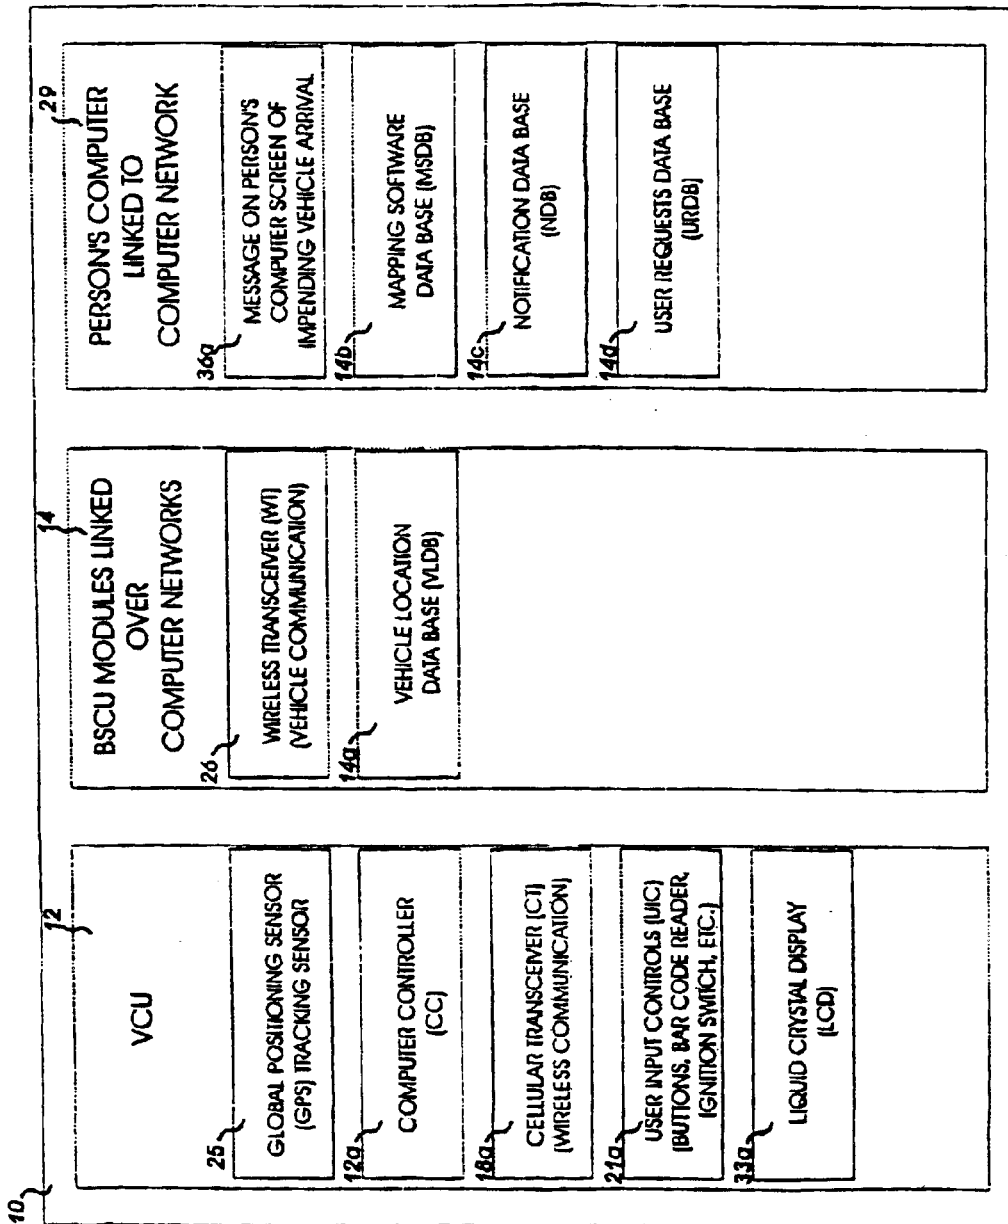 10
12
VCU
25
GLOBAL POSITIONING SENSOR
(GPS) TRACKING SENSOR
12a
COMPUTER CONTROLLER
(CC)
18a
CELLULAR TRANSCEIVER (CT)
(WIRELESS COMMUNICATION)
21a
USER INPUT CONTROLS (UIC)
(BUTTONS, BAR CODE READER,
IGNITION SWITCH, ETC.)
33a
LIQUID CRYSTAL DISPLAY
(LCD)
14
BSCU MODULES LINKED
OVER
COMPUTER NETWORKS
26
WIRELESS TRANSCEIVER (WT)
(VEHICLE COMMUNICATION)
14a
VEHICLE LOCATION
DATA BASE (VLDB)
29
PERSON'S COMPUTER
LINKED TO
COMPUTER NETWORK
36a
MESSAGE ON PERSON'S
COMPUTER SCREEN OF
IMPENDING VEHICLE ARRIVAL
14b
MAPPING SOFTWARE
DATA BASE (MSDB)
14c
NOTIFICATION DATA BASE
(NDB)
14d
USER REQUESTS DATA BASE
(URDB)